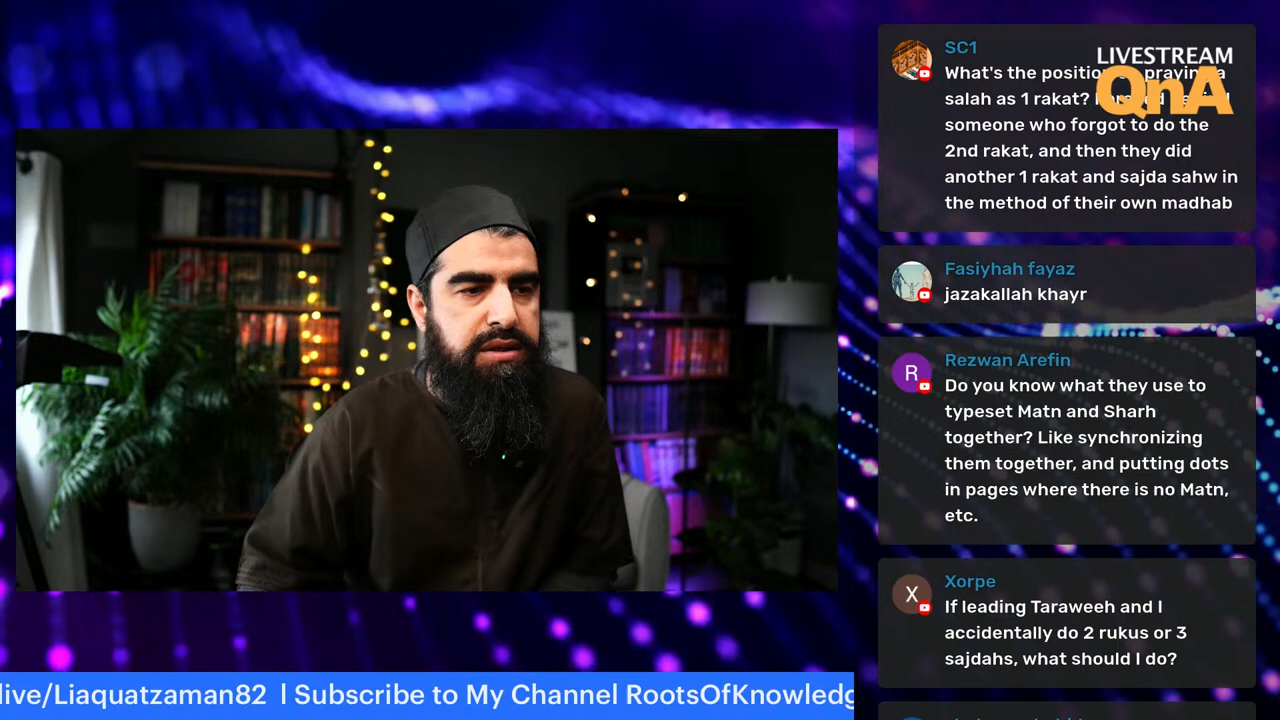 SC1
LIVESTREAM
QnA
What's the a
salah as 1 rakat?
someone who forgot to do the
2nd rakat, and then they did
another 1 rakat and sajda sahw in
the method of their own madhab
Fasiyhah fayaz
jazakallah khayr
R
Rezwan Arefin
Do you know what they use to
typeset Matn and Sharh
together? Like synchronizing
them together, and putting dots
in pages where there is no Matn,
etc.
X
Xorpe
If leading Taraweeh and I
accidentally do 2 rukus or 3
sajdahs, what should I do?
live/Liaquatzaman82 | Subscribe to My Channel RootsOfKnowledg